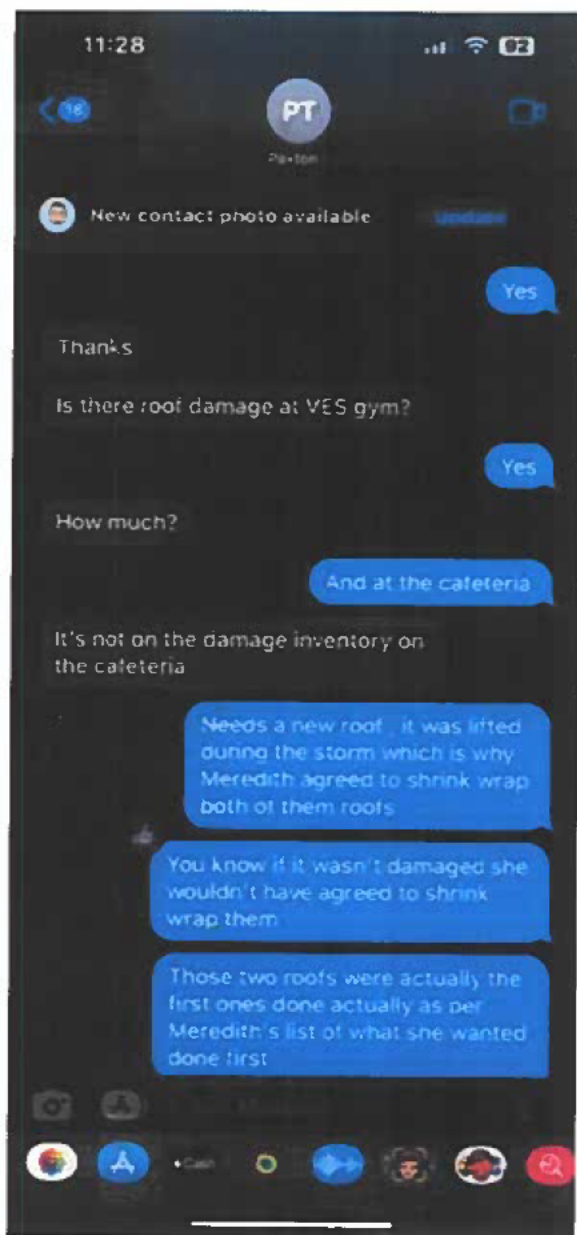 11:28
92
PT
Paxton
New contact photo available
Update
Yes
Thanks
Is there roof damage at VES gym?
Yes
How much?
And at the cafeteria
It's not on the damage inventory on
the cafeteria
Needs a new roof , it was lifted
during the storm which is why
Meredith agreed to shrink wrap
both of them roofs
You know if it wasn't damaged she
wouldn't have agreed to shrink
wrap them
Those two roofs were actually the
first ones done actually as per
Meredith's list of what she wanted
done first
Cash